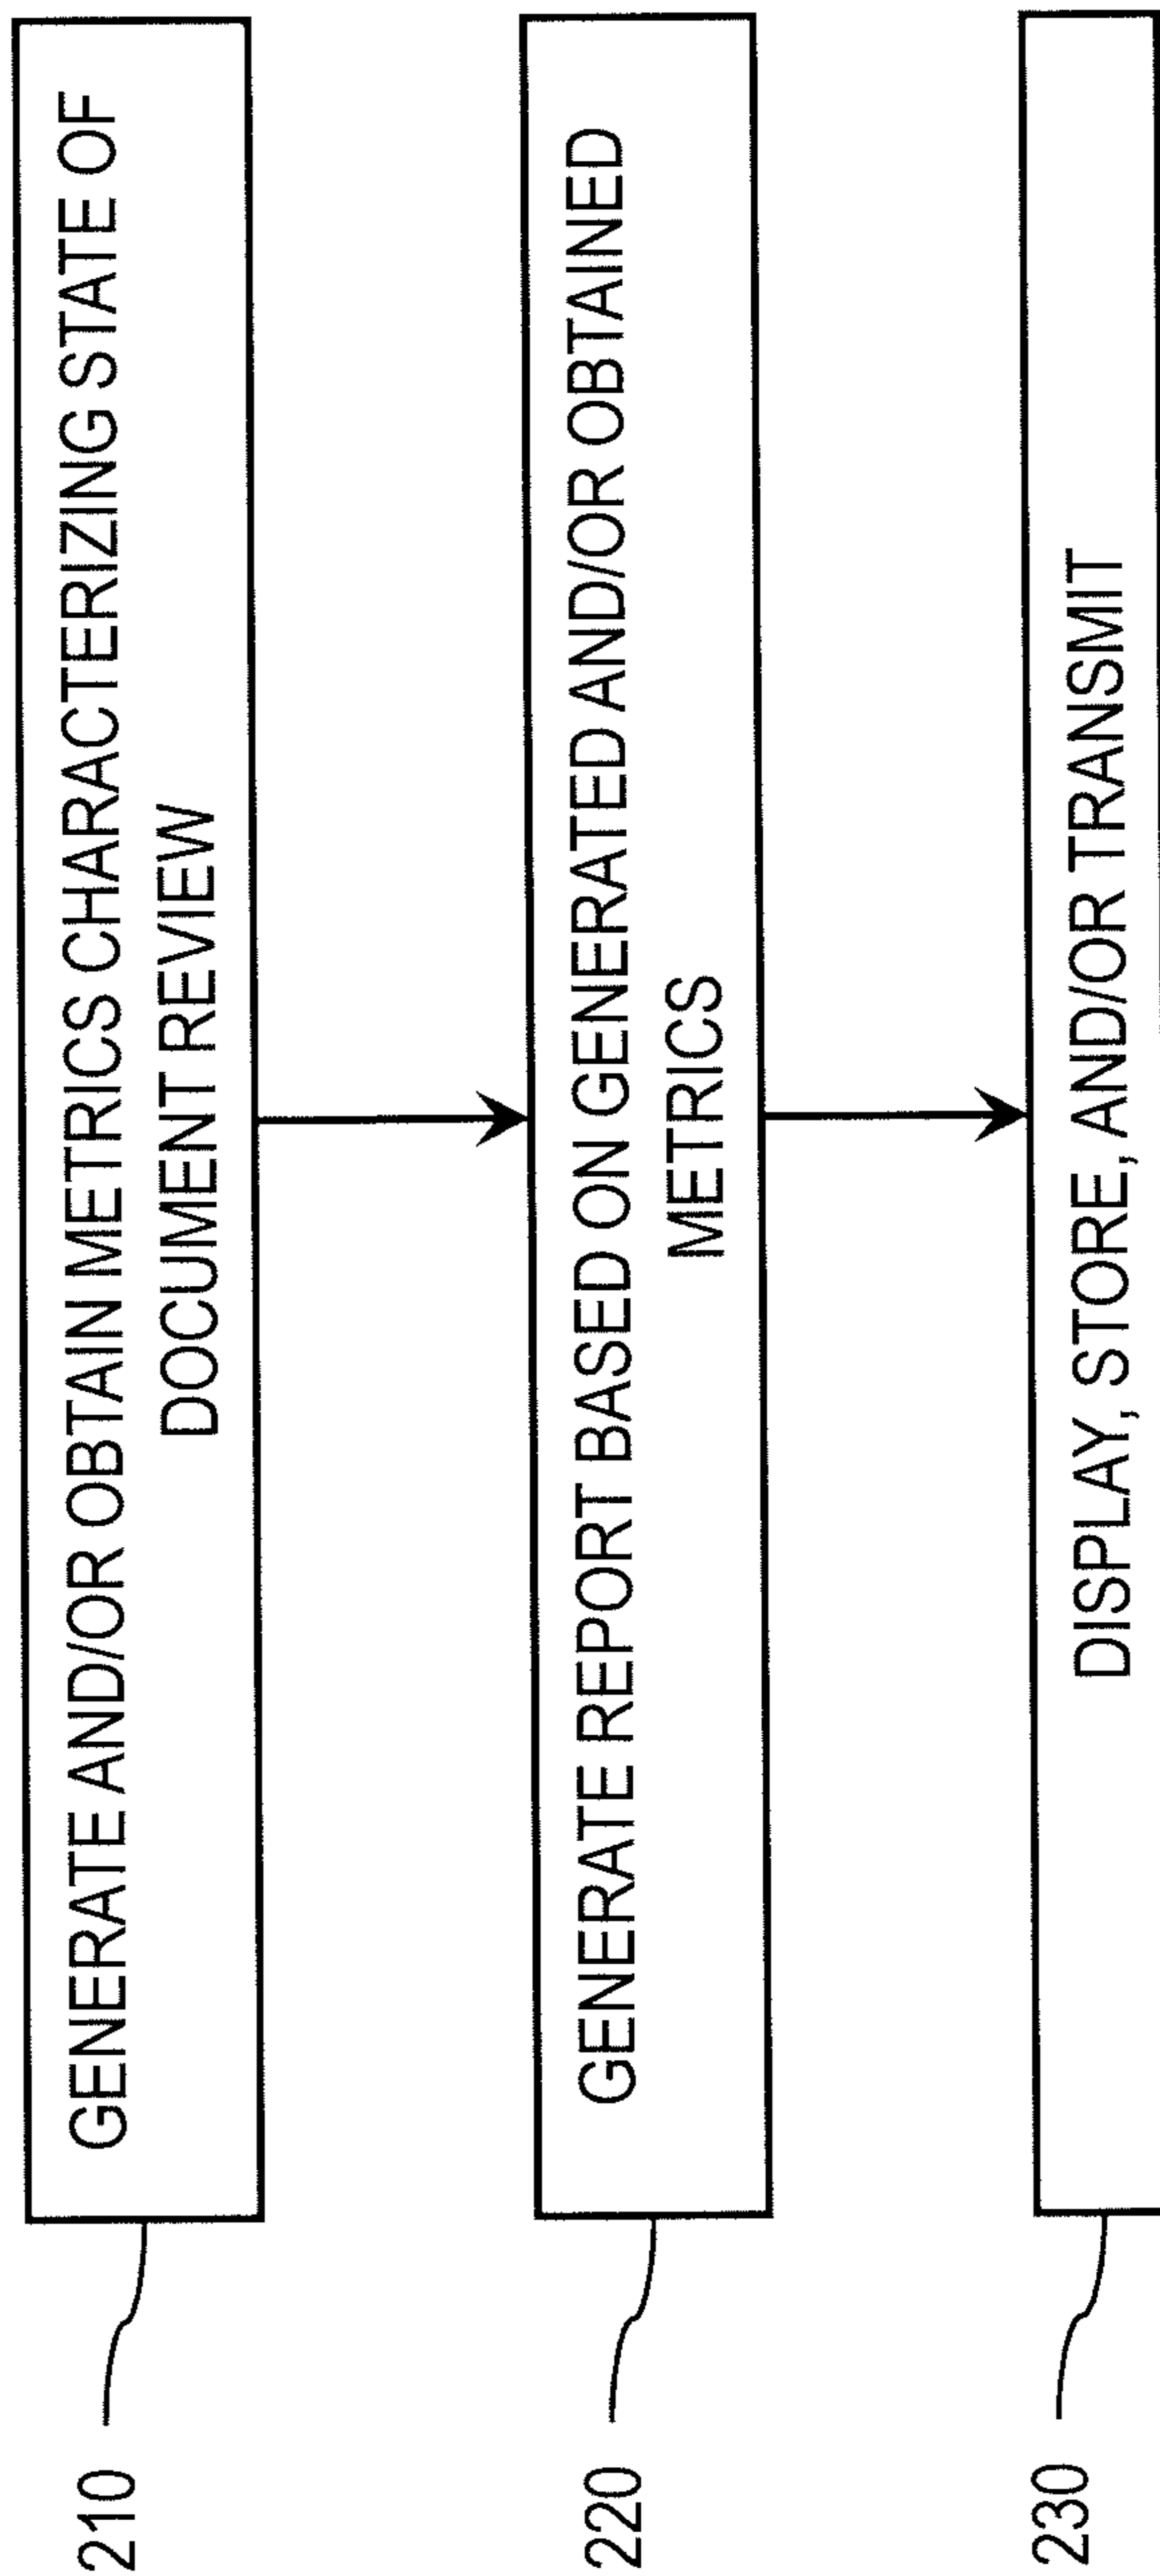 210
GENERATE AND/OR OBTAIN METRICS CHARACTERIZING STATE OF
DOCUMENT REVIEW
220
GENERATE REPORT BASED ON GENERATED AND/OR OBTAINED
METRICS
230
DISPLAY, STORE, AND/OR TRANSMIT